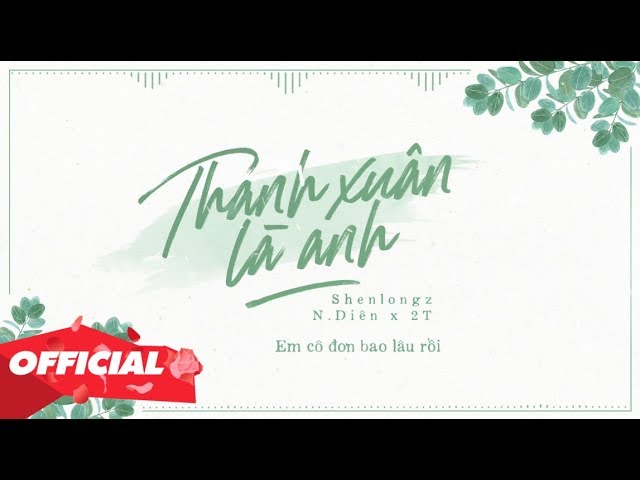 Thanh xuân
là anh
Shenlongz
N.Diên x 2T
Em cô đơn bao lâu rồi
OFFICIAL